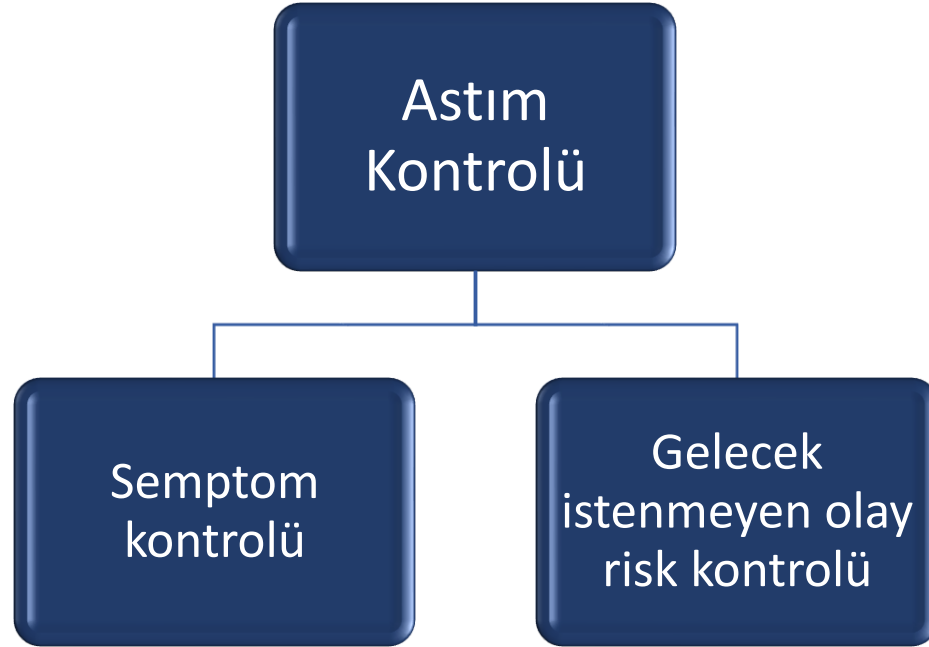 Astım
Kontrolü
Semptom
kontrolü
Gelecek
istenmeyen olay
risk kontrolü